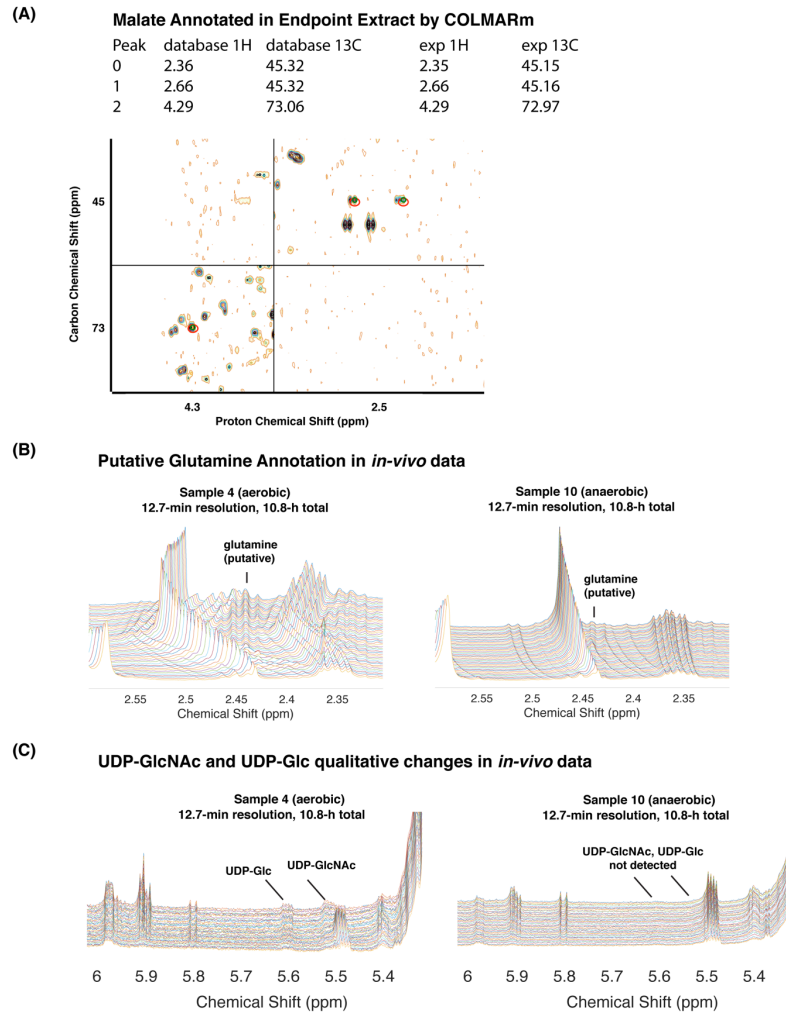 (A)
Malate Annotated in Endpoint Extract by COLMARm
Peak database 1H database 13C exp 1H exp 13C
0 2.36 45.32 2.35 45.15
1 2.66 45.32 2.66 45.16
2 4.29 73.06 4.29 72.97
Carbon Chemical Shift (ppm)
45
73
4.3 2.5
Proton Chemical Shift (ppm)
(B)
Putative Glutamine Annotation in in-vivo data
Sample 4 (aerobic)
12.7-min resolution, 10.8-h total
glutamine
(putative)
2.55 2.5 2.45 2.4 2.35
Chemical Shift (ppm)
Sample 10 (anaerobic)
12.7-min resolution, 10.8-h total
glutamine
(putative)
2.55 2.5 2.45 2.4 2.35
Chemical Shift (ppm)
(C)
UDP-GlcNAc and UDP-Glc qualitative changes in in-vivo data
Sample 4 (aerobic)
12.7-min resolution, 10.8-h total
UDP-Glc
UDP-GlcNAc
6 5.9 5.8 5.7 5.6 5.5 5.4
Chemical Shift (ppm)
Sample 10 (anaerobic)
12.7-min resolution, 10.8-h total
UDP-GlcNAc, UDP-Glc
not detected
6 5.9 5.8 5.7 5.6 5.5 5.4
Chemical Shift (ppm)